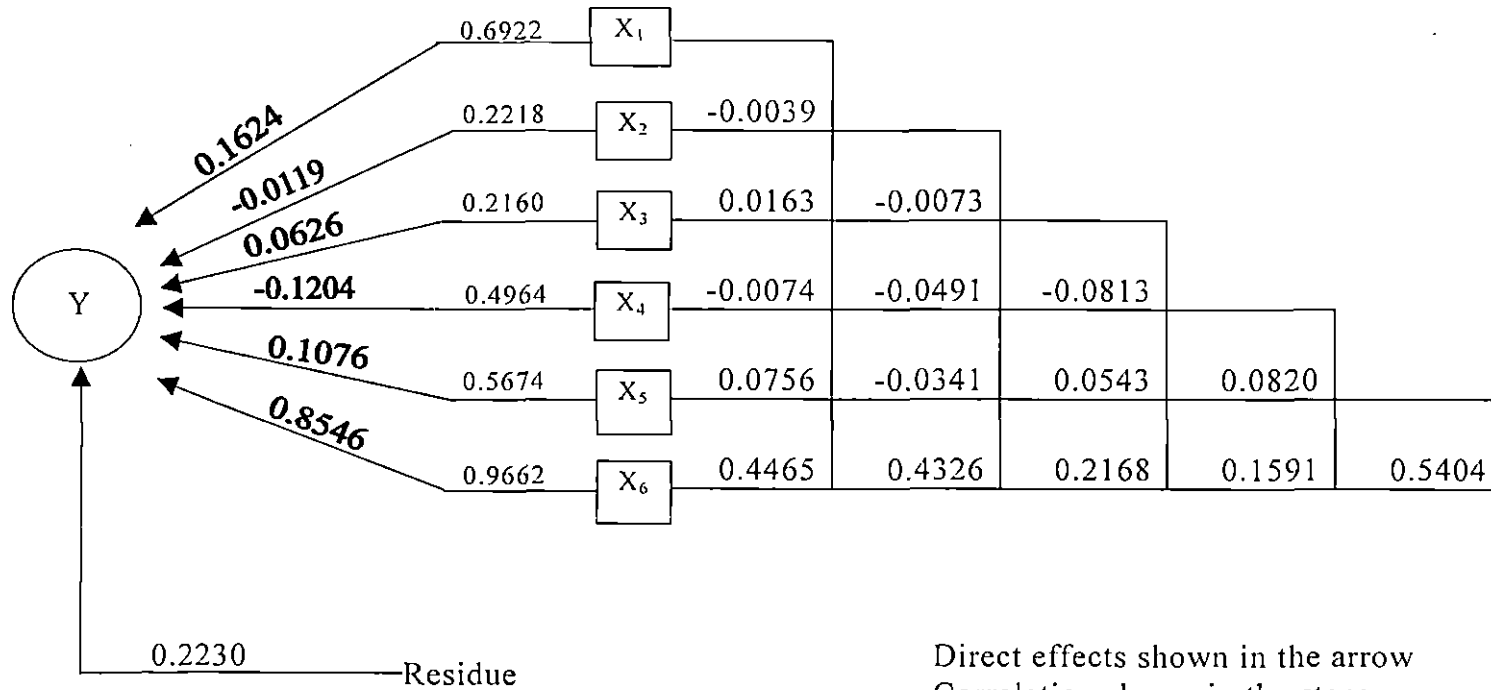 0.6922 X₁
0.1624
0.2218 X₂ -0.0039
-0.0119
0.2160 X₃ 0.0163 -0.0073
0.0626
Y -0.1204 0.4964 X₄ -0.0074 -0.0491 -0.0813
0.1076
0.5674 X₅ 0.0756 -0.0341 0.0543 0.0820
0.8546
0.9662 X₆ 0.4465 0.4326 0.2168 0.1591 0.5404
0.2230 Residue
Direct effects shown in the arrow